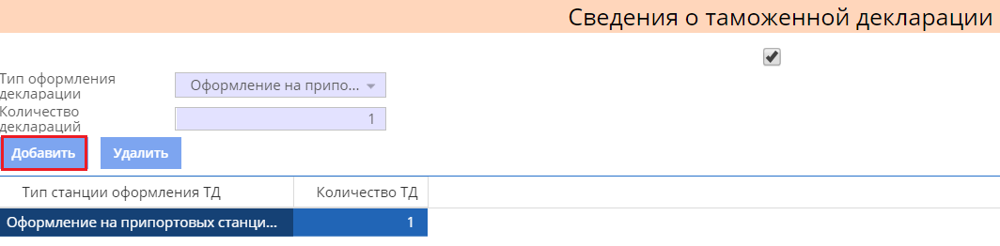 Сведения о таможенной декларации
Тип оформления
декларации
Оформление на припо...
Количество
деклараций
1
Добавить
Удалить
Тип станции оформления ТД
Количество ТД
Оформление на припортовых станци...
1